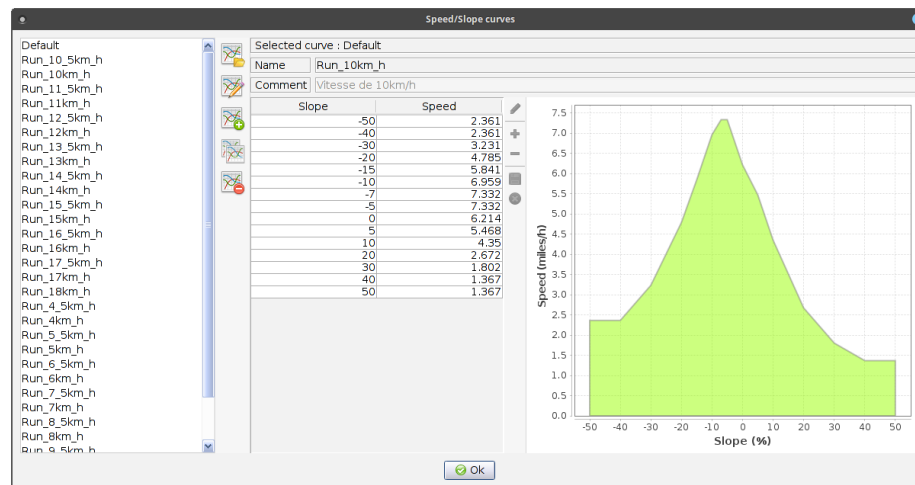 Speed/Slope curves
Default
Run_10_5km_h
Run_10km_h
Run_11_5km_h
Run_11km_h
Run_12_5km_h
Run_12km_h
Run_13_5km_h
Run_13km_h
Run_14_5km_h
Run_14km_h
Run_15_5km_h
Run_15km_h
Run_16_5km_h
Run_16km_h
Run_17_5km_h
Run_17km_h
Run_18km_h
Run_4_5km_h
Run_4km_h
Run_5_5km_h
Run_5km_h
Run_6_5km_h
Run_6km_h
Run_7_5km_h
Run_7km_h
Run_8_5km_h
Run_8km_h
Run_9_5km_h
Selected curve : Default
Name Run_10km_h
Comment Vitesse de 10km/h
Slope Speed
-50 2.361
-40 2.361
-30 3.231
-20 4.785
-15 5.841
-10 6.959
-7 7.332
-5 7.332
0 6.214
5 5.468
10 4.35
20 2.672
30 1.802
40 1.367
50 1.367
7.5
7.0
6.5
6.0
5.5
5.0
4.5
4.0
3.5
3.0
2.5
2.0
1.5
1.0
0.5
0.0
Speed (miles/h)
-50 -40 -30 -20 -10 0 10 20 30 40 50
Slope (%)
Ok